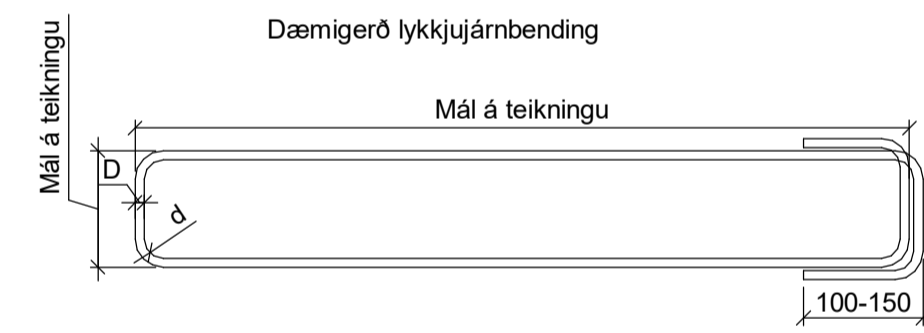 Dæmigerð lykkjujárnbending
Mál á teikningu
Mál á teikningu
D
d
100-150